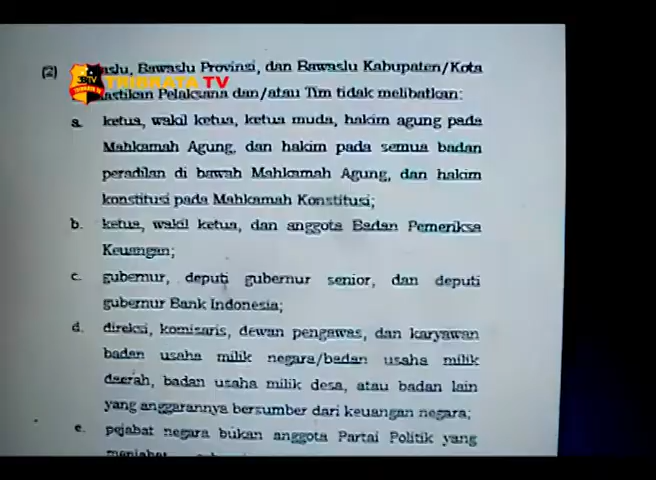 (2) Bawaslu, Bawaslu Provinsi, dan Bawaslu Kabupaten/Kota
TRIBRATA TV
Pelaksana dan/atau Tim tidak melibatkan:
a. ketua, wakil ketua, ketua muda, hakim agung pada
Mahkamah Agung, dan hakim pada semua badan
peradilan di bawah Mahkamah Agung, dan hakim
konstitusi pada Mahkamah Konstitusi;
b. ketua, wakil ketua, dan anggota Badan Pemeriksa
Keuangan;
c. gubernur, deputi gubernur senior, dan deputi
gubernur Bank Indonesia;
d. direksi, komisaris, dewan pengawas, dan karyawan
badan usaha milik negara/badan usaha milik
daerah, badan usaha milik desa, atau badan lain
yang anggarannya bersumber dari keuangan negara;
e. pejabat negara bukan anggota Partai Politik yang